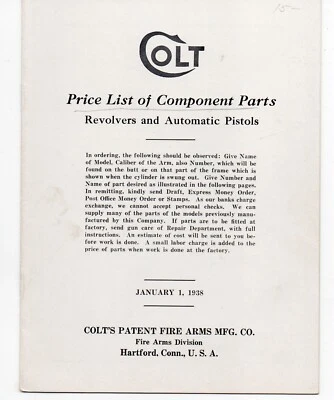 15-
COLT
Price List of Component Parts
Revolvers and Automatic Pistols
In ordering, the following should be observed: Give Name
of Model, Caliber of the Arm, also Number, which will be
found on the butt or on that part of the frame which is
shown when the cylinder is swung out. Give Number and
Name of part desired as illustrated in the following pages.
In remitting, kindly send Draft, Express Money Order,
Post Office Money Order or Stamps. As our banks charge
exchange, we cannot accept personal checks. We can
supply many of the parts of the models previously manu-
factured by this Company. If parts are to be fitted at
factory, send gun care of Repair Department, with full
instructions. An estimate of cost will be sent to you be-
fore work is done. A small labor charge is added to the
price of parts when work is done at the factory.
JANUARY 1, 1938
COLT'S PATENT FIRE ARMS MFG. CO.
Fire Arms Division
Hartford, Conn., U. S. A.